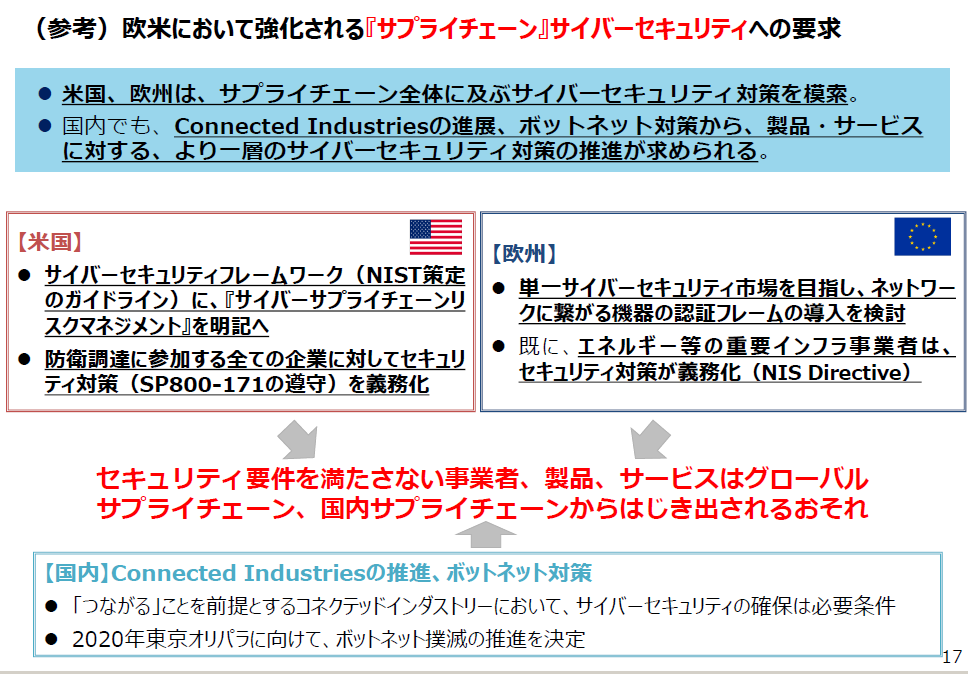 （参考）欧米において強化される『サプライチェーン』サイバーセキュリティへの要求
● 米国、欧州は、サプライチェーン全体に及ぶサイバーセキュリティ対策を模索。
● 国内でも、Connected Industriesの進展、ボットネット対策から、製品・サービス
に対する、より一層のサイバーセキュリティ対策の推進が求められる。
【米国】
● サイバーセキュリティフレームワーク（NIST策定
のガイドライン）に、『サイバーサプライチェーンリ
スクマネジメント』を明記へ
● 防衛調達に参加する全ての企業に対してセキュリ
ティ対策（SP800-171の遵守）を義務化
【欧州】
● 単一サイバーセキュリティ市場を目指し、ネットワー
クに繋がる機器の認証フレームの導入を検討
● 既に、エネルギー等の重要インフラ事業者は、
セキュリティ対策が義務化（NIS Directive）
セキュリティ要件を満たさない事業者、製品、サービスはグローバル
サプライチェーン、国内サプライチェーンからはじき出されるおそれ
【国内】Connected Industriesの推進、ボットネット対策
● 「つながる」ことを前提とするコネクテッドインダストリーにおいて、サイバーセキュリティの確保は必要条件
● 2020年東京オリパラに向けて、ボットネット撲滅の推進を決定
17